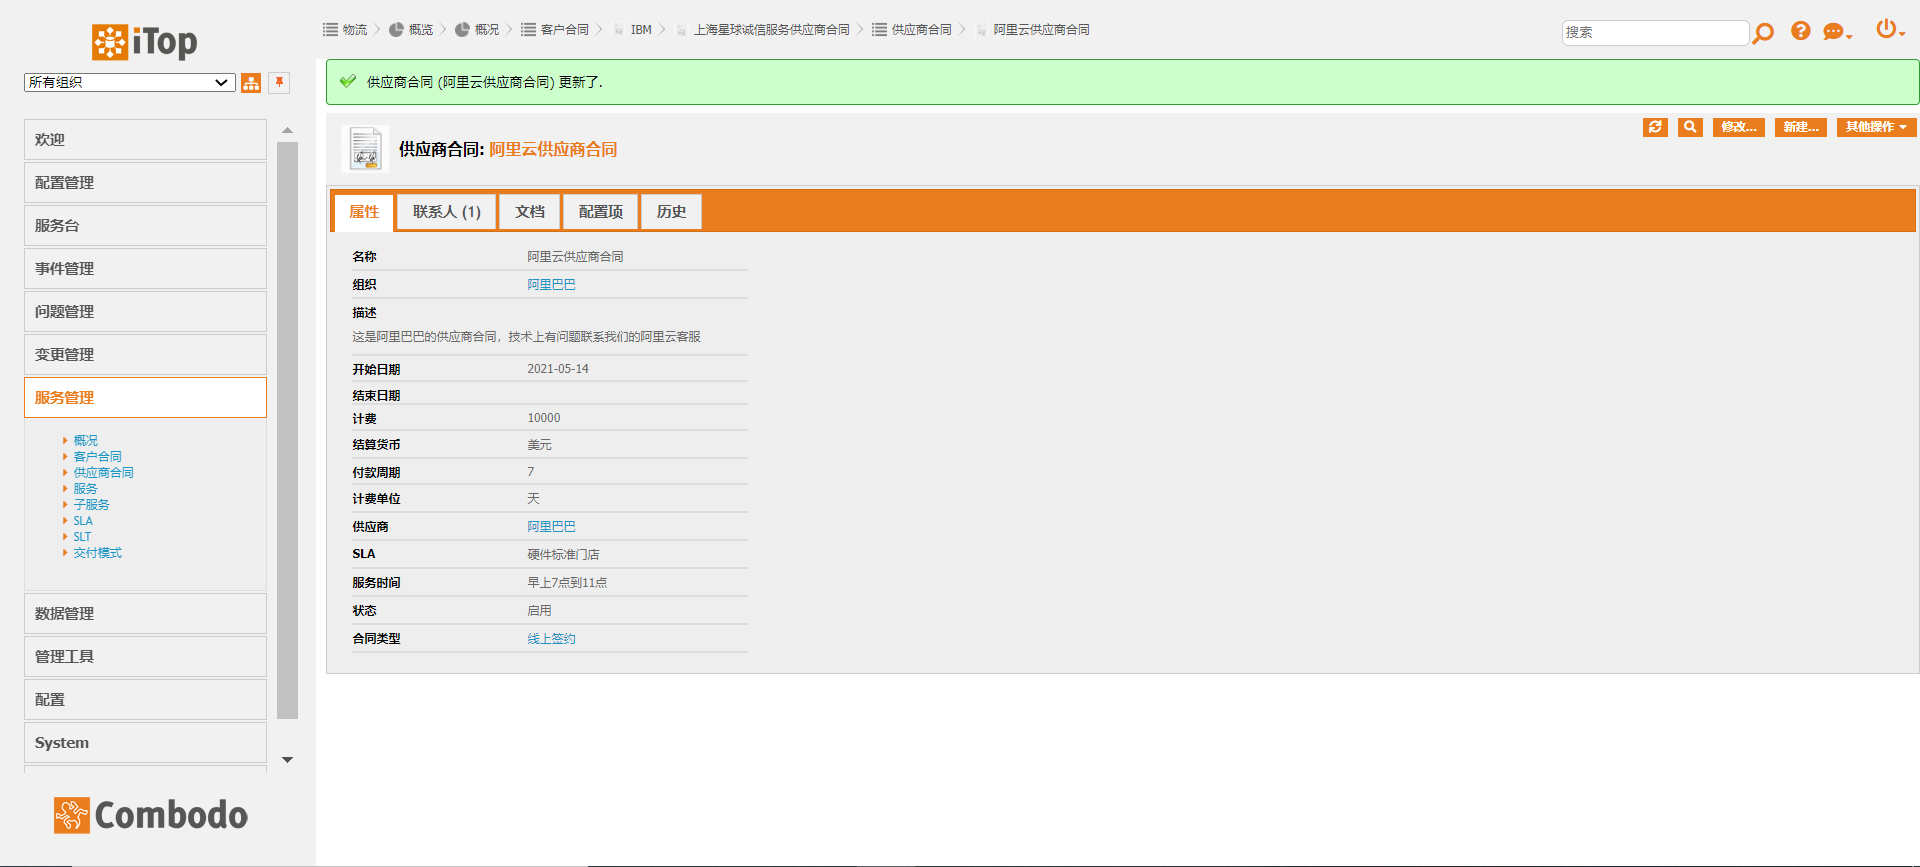 iTop
物流 概览 概况 客户合同 IBM 上海星球诚信服务供应商合同 供应商合同 阿里云供应商合同
搜索
所有组织
供应商合同 (阿里云供应商合同) 更新了.
修改... 新建... 其他操作
供应商合同: 阿里云供应商合同
欢迎
配置管理
服务台
事件管理
问题管理
变更管理
服务管理
概况
客户合同
供应商合同
服务
子服务
SLA
SLT
交付模式
数据管理
管理工具
配置
System
Combodo
属性 联系人 (1) 文档 配置项 历史
名称 阿里云供应商合同
组织 阿里巴巴
描述
这是阿里巴巴的供应商合同，技术上有问题联系我们的阿里云客服
开始日期 2021-05-14
结束日期
计费 10000
结算货币 美元
付款周期 7
计费单位 天
供应商 阿里巴巴
SLA 硬件标准门店
服务时间 早上7点到11点
状态 启用
合同类型 线上签约